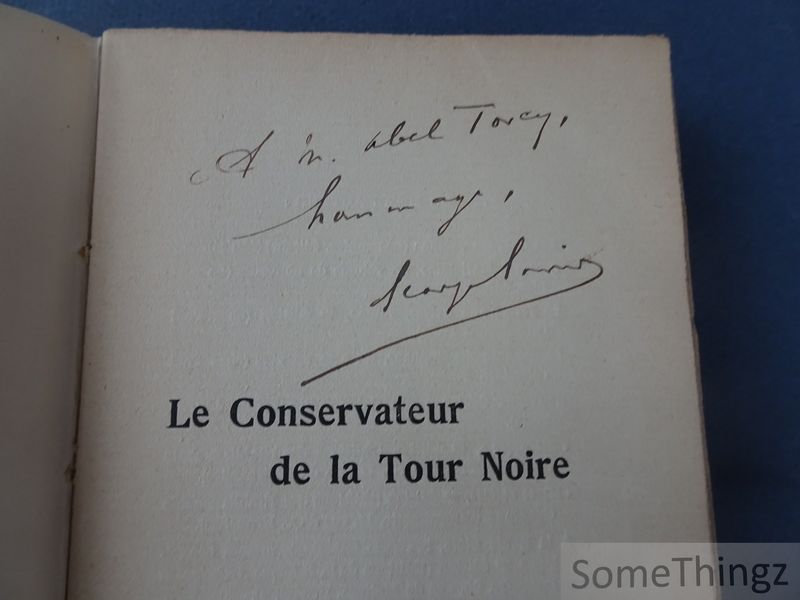 A M. Abel Torcy,
hommage,
Le Conservateur
de la Tour Noire
SomeThingz